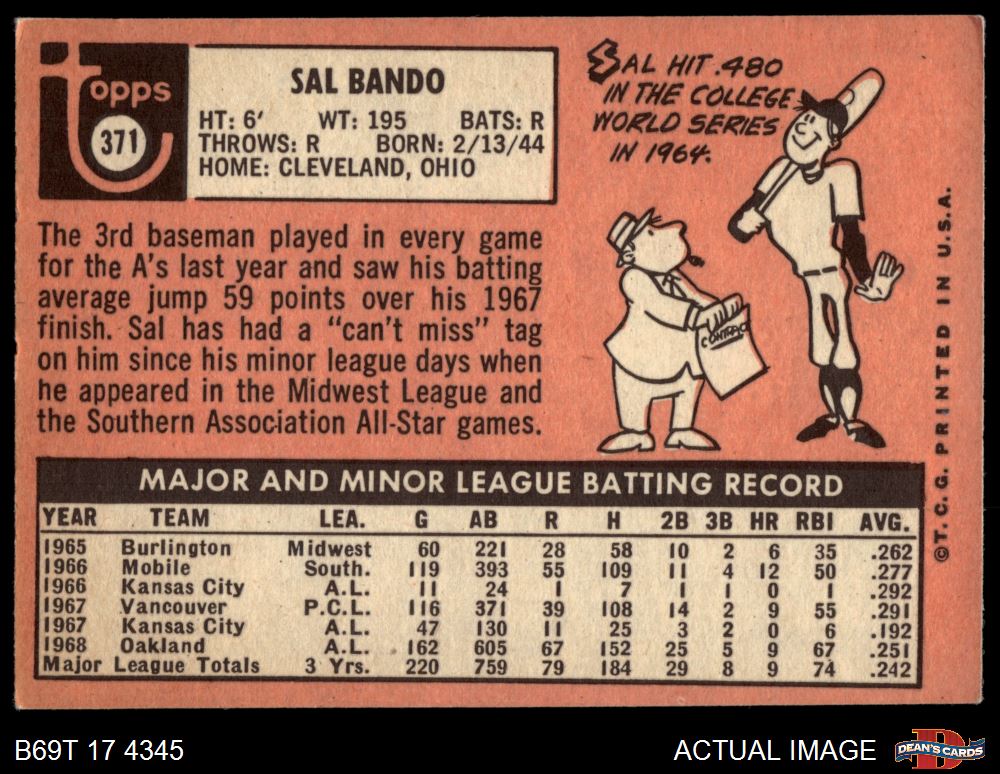 Topps
371
SAL BANDO
HT: 6' WT: 195 BATS: R
THROWS: R BORN: 2/13/44
HOME: CLEVELAND, OHIO
SAL HIT .480
IN THE COLLEGE
WORLD SERIES
IN 1964.
CONTRAC
The 3rd baseman played in every game
for the A's last year and saw his batting
average jump 59 points over his 1967
finish. Sal has had a "can't miss" tag
on him since his minor league days when
he appeared in the Midwest League and
the Southern Association All-Star games.
MAJOR AND MINOR LEAGUE BATTING RECORD
YEAR TEAM LEA. G AB R H 2B 3B HR RBI AVG.
1965 Burlington Midwest 60 221 28 58 10 2 6 35 .262
1966 Mobile South. 119 393 55 109 11 4 12 50 .277
1966 Kansas City A.L. 11 24 1 7 1 1 0 1 .292
1967 Vancouver P.C.L. 116 371 39 108 14 2 9 55 .291
1967 Kansas City A.L. 47 130 11 25 3 2 0 6 .192
1968 Oakland A.L. 162 605 67 152 25 5 9 67 .251
Major League Totals 3 Yrs. 220 759 79 184 29 8 9 74 .242
©T. C. G. PRINTED IN U.S.A.
B69T 17 4345
ACTUAL IMAGE
DEAN'S CARDS